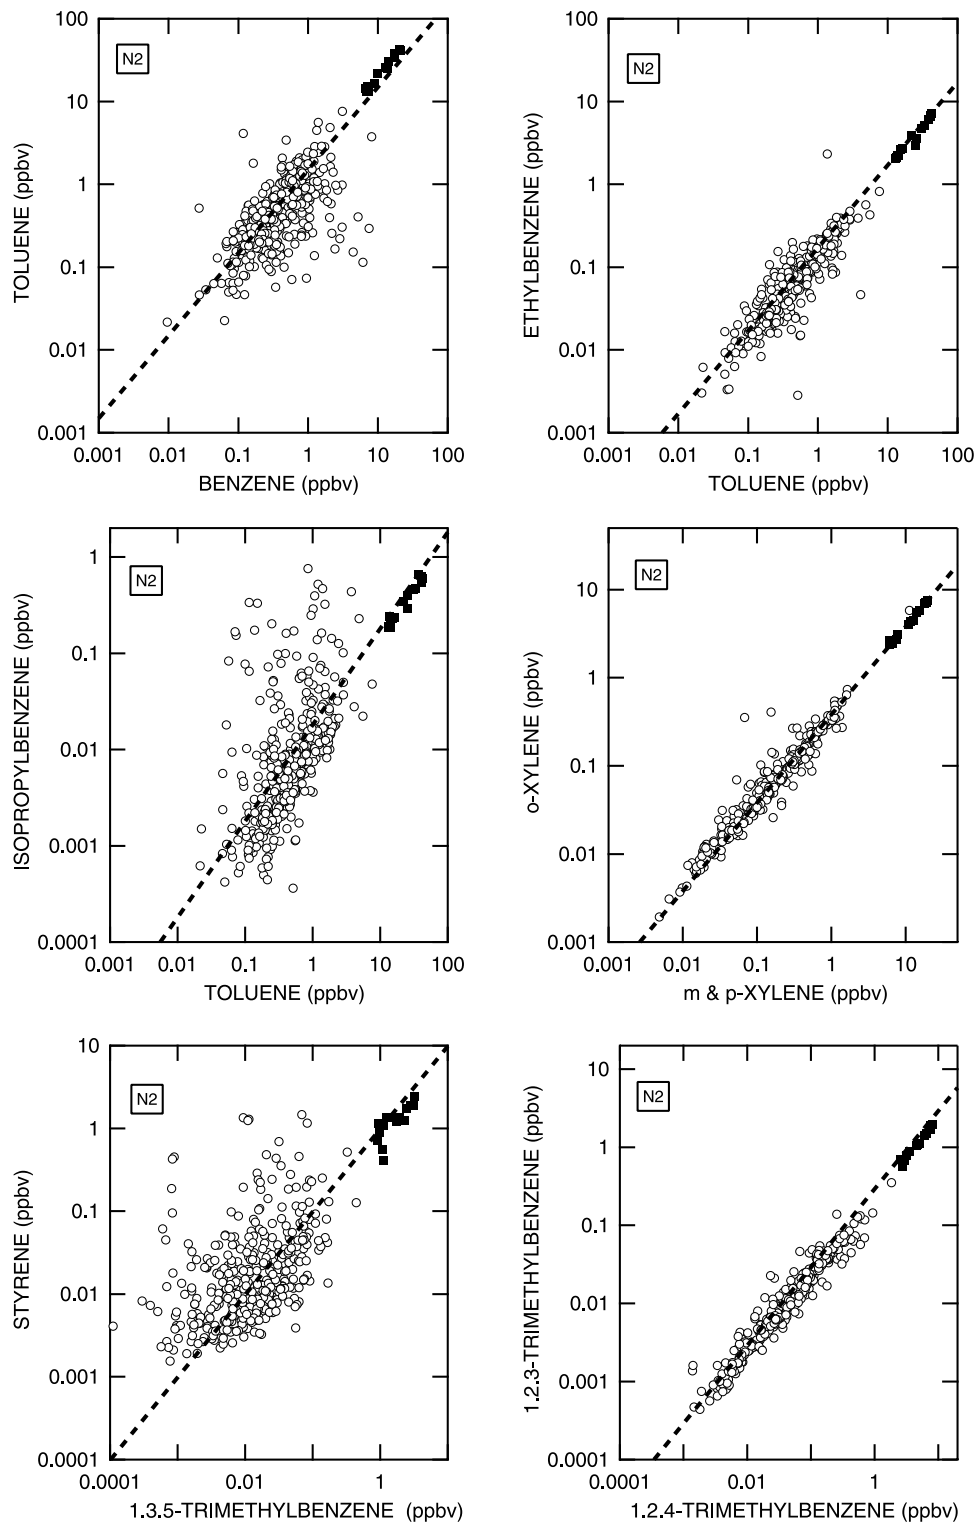 100
10
1
0.1
0.01
0.001
TOLUENE (ppbv)
N2
0.001 0.01 0.1 1 10 100
BENZENE (ppbv)
100
10
1
0.1
0.01
0.001
ETHYLBENZENE (ppbv)
N2
0.001 0.01 0.1 1 10 100
TOLUENE (ppbv)
1
0.1
0.01
0.001
0.0001
ISOPROPYLBENZENE (ppbv)
N2
0.001 0.01 0.1 1 10 100
TOLUENE (ppbv)
10
1
0.1
0.01
0.001
o-XYLENE (ppbv)
N2
0.001 0.01 0.1 1 10
m & p-XYLENE (ppbv)
10
1
0.1
0.01
0.001
0.0001
STYRENE (ppbv)
N2
0.0001 0.01 1
1.3.5-TRIMETHYLBENZENE (ppbv)
10
1
0.1
0.01
0.001
0.0001
1.2.3-TRIMETHYLBENZENE (ppbv)
N2
0.0001 0.01 1
1.2.4-TRIMETHYLBENZENE (ppbv)